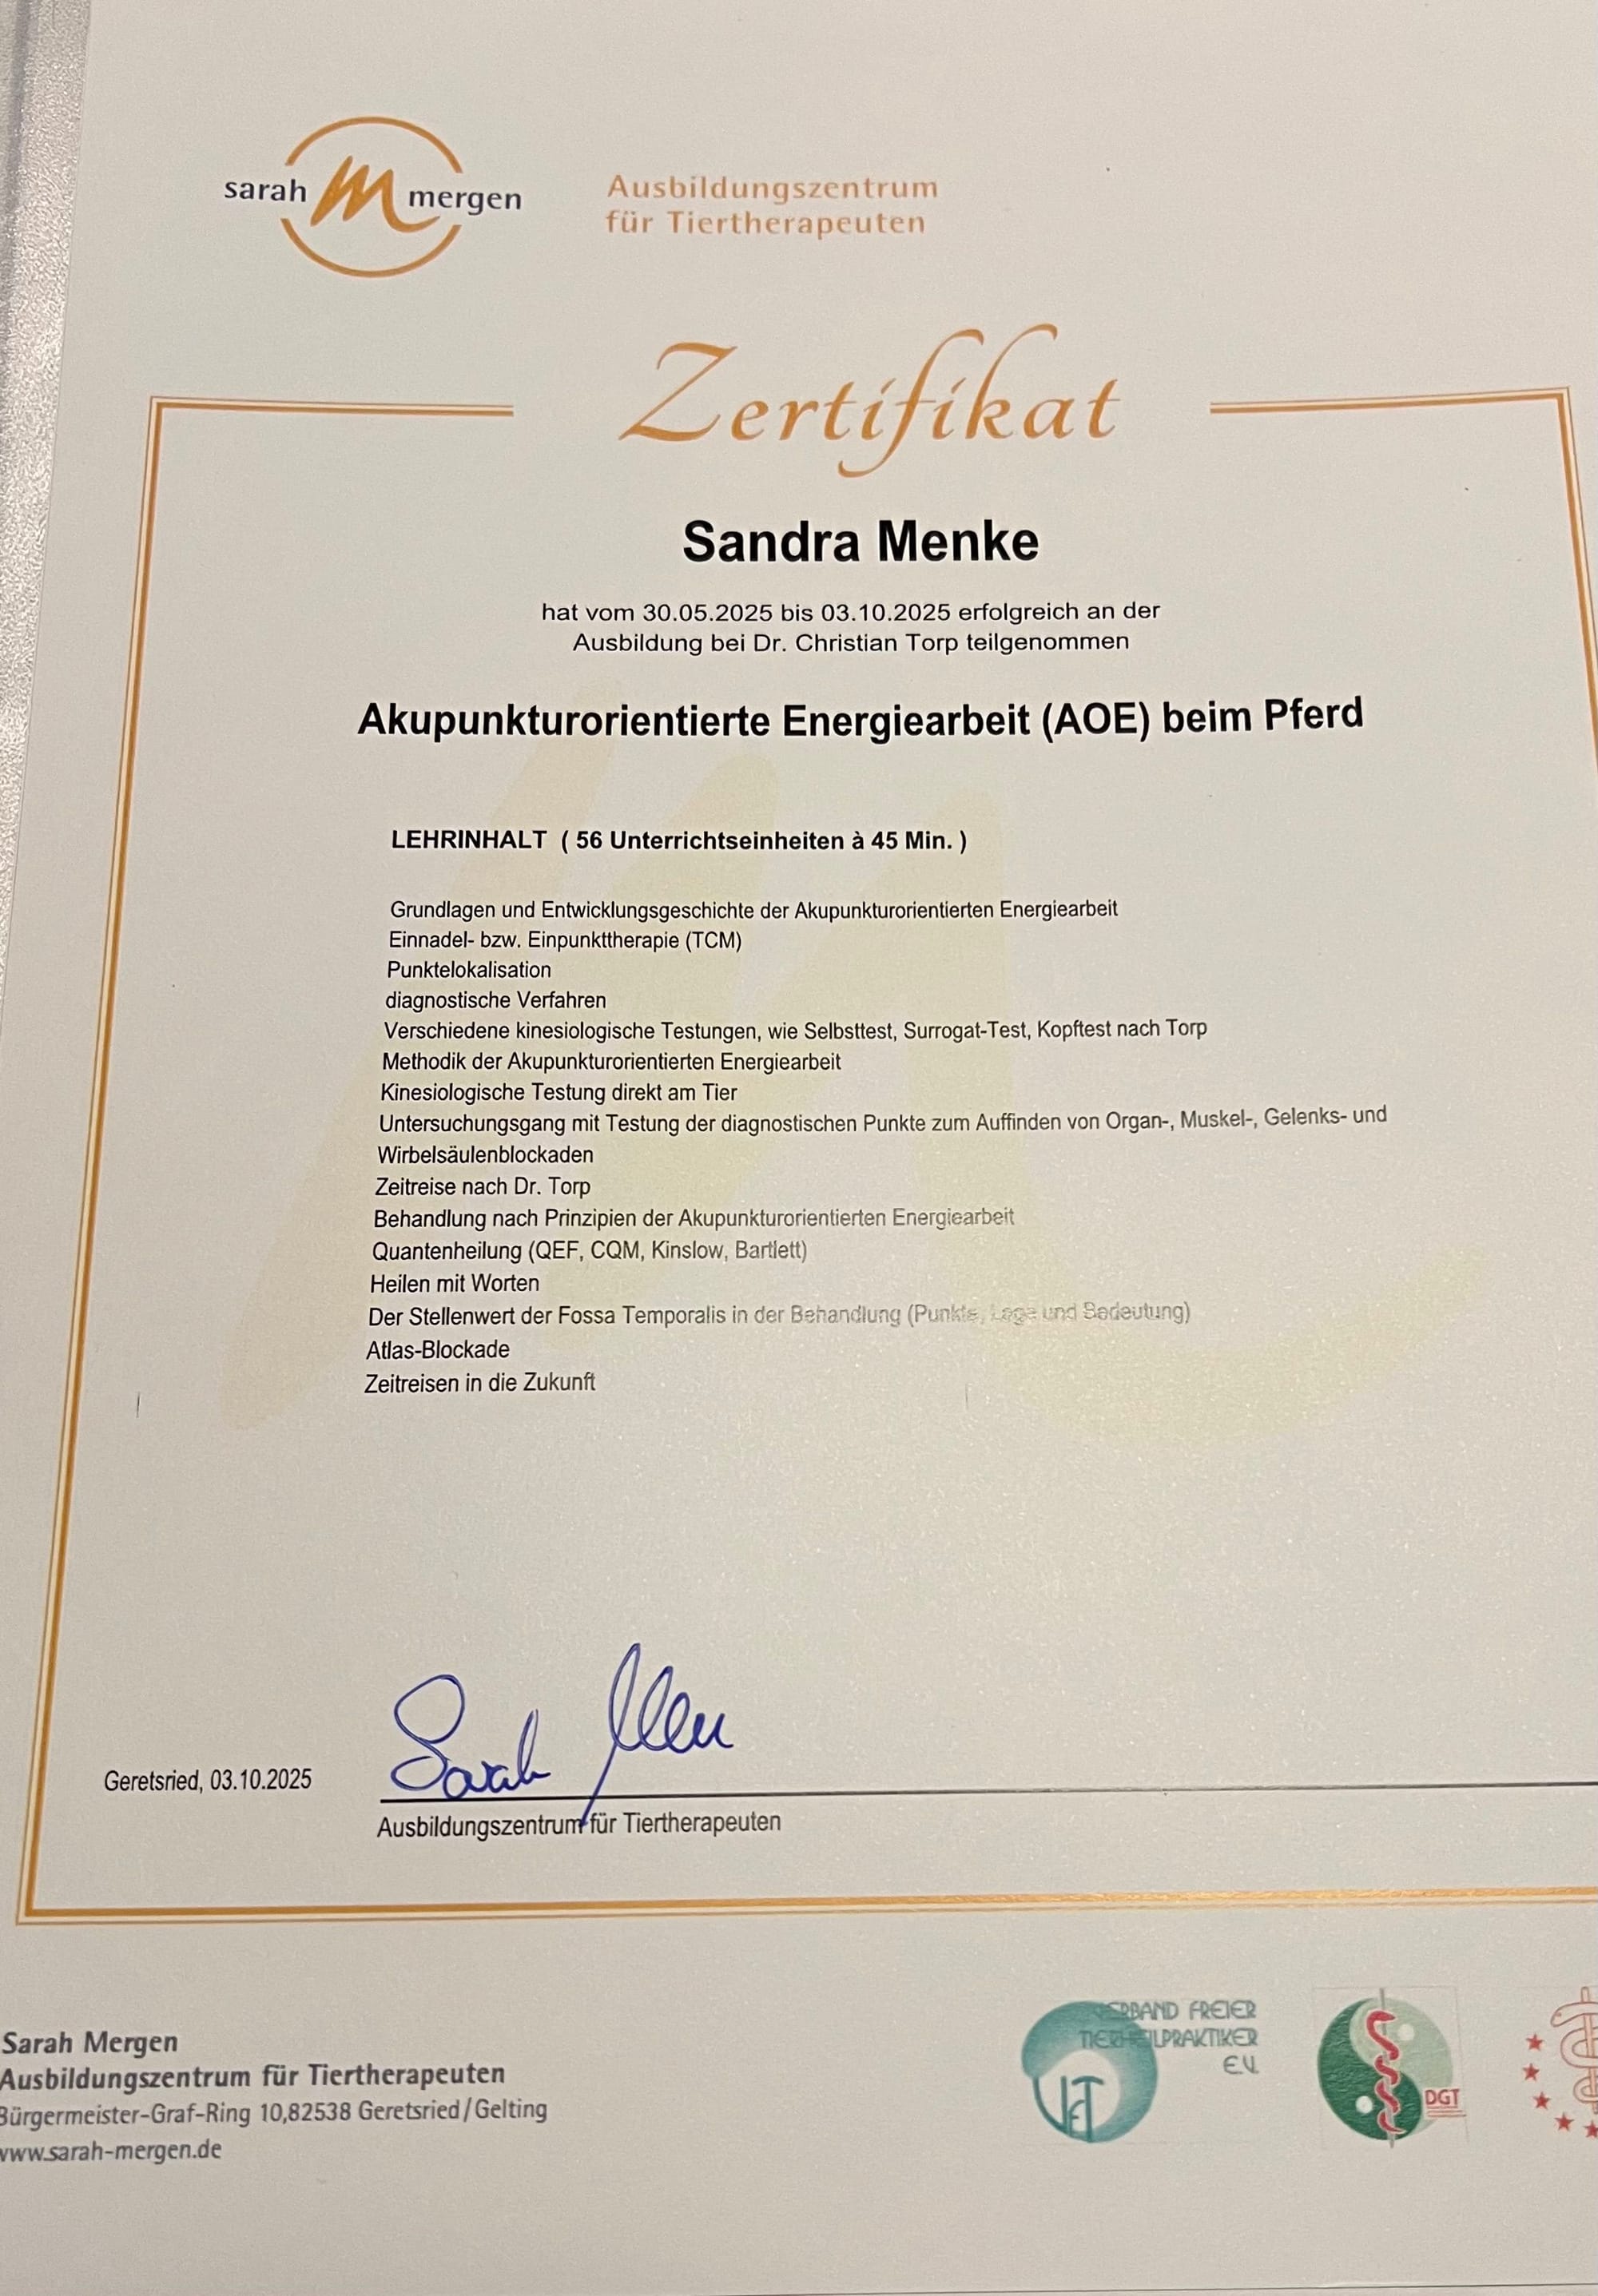 sarah m mergen
Ausbildungszentrum
für Tiertherapeuten
Zertifikat
Sandra Menke
hat vom 30.05.2025 bis 03.10.2025 erfolgreich an der
Ausbildung bei Dr. Christian Torp teilgenommen
Akupunkturorientierte Energiearbeit (AOE) beim Pferd
LEHRINHALT ( 56 Unterrichtseinheiten à 45 Min. )
Grundlagen und Entwicklungsgeschichte der Akupunkturorientierten Energiearbeit
Einnadel- bzw. Einpunkttherapie (TCM)
Punktelokalisation
diagnostische Verfahren
Verschiedene kinesiologische Testungen, wie Selbsttest, Surrogat-Test, Kopftest nach Torp
Methodik der Akupunkturorientierten Energiearbeit
Kinesiologische Testung direkt am Tier
Untersuchungsgang mit Testung der diagnostischen Punkte zum Auffinden von Organ-, Muskel-, Gelenks- und
Wirbelsäulenblockaden
Zeitreise nach Dr. Torp
Behandlung nach Prinzipien der Akupunkturorientierten Energiearbeit
Quantenheilung (QEF, CQM, Kinslow, Bartlett)
Heilen mit Worten
Der Stellenwert der Fossa Temporalis in der Behandlung (Punkte, Lage und Bedeutung)
Atlas-Blockade
Zeitreisen in die Zukunft
Sarah
Geretsried, 03.10.2025
Ausbildungszentrum für Tiertherapeuten
Sarah Mergen
Ausbildungszentrum für Tiertherapeuten
Bürgermeister-Graf-Ring 10,82538 Geretsried/Gelting
www.sarah-mergen.de
VERBAND FREIER
TIERHEILPRAKTIKER
E.V.
DGT